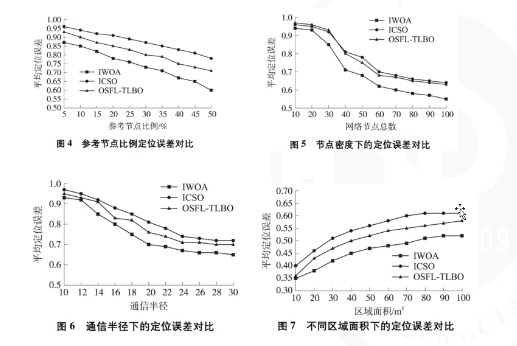 1.00
0.95
0.90
0.85
0.80
0.75
0.70
0.65
0.60
0.55
0.50
平均定位误差
IWOA
ICSO
OSFL-TLBO
5 10 15 20 25 30 35 40 45 50
参考节点比例/%
图 4 参考节点比例定位误差对比
1.0
0.9
0.8
0.7
0.6
0.5
平均定位误差
IWOA
ICSO
OSFL-TLBO
10 20 30 40 50 60 70 80 90 100
网络节点总数
图 5 节点密度下的定位误差对比
1.0
0.9
0.8
0.7
0.6
0.5
平均定位误差
IWOA
ICSO
OSFL-TLBO
10 12 14 16 18 20 22 24 26 28 30
通信半径
图 6 通信半径下的定位误差对比
0.70
0.65
0.60
0.55
0.50
0.45
0.40
0.35
0.30
平均定位误差
IWOA
ICSO
OSFL-TLBO
10 20 30 40 50 60 70 80 90 100
区域面积/m²
图 7 不同区域面积下的定位误差对比